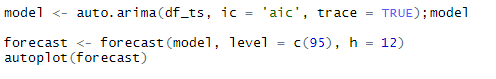 model <- auto.arima(df_ts, ic = 'aic', trace = TRUE);model
forecast <- forecast(model, level = c(95), h = 12)
autoplot(forecast)